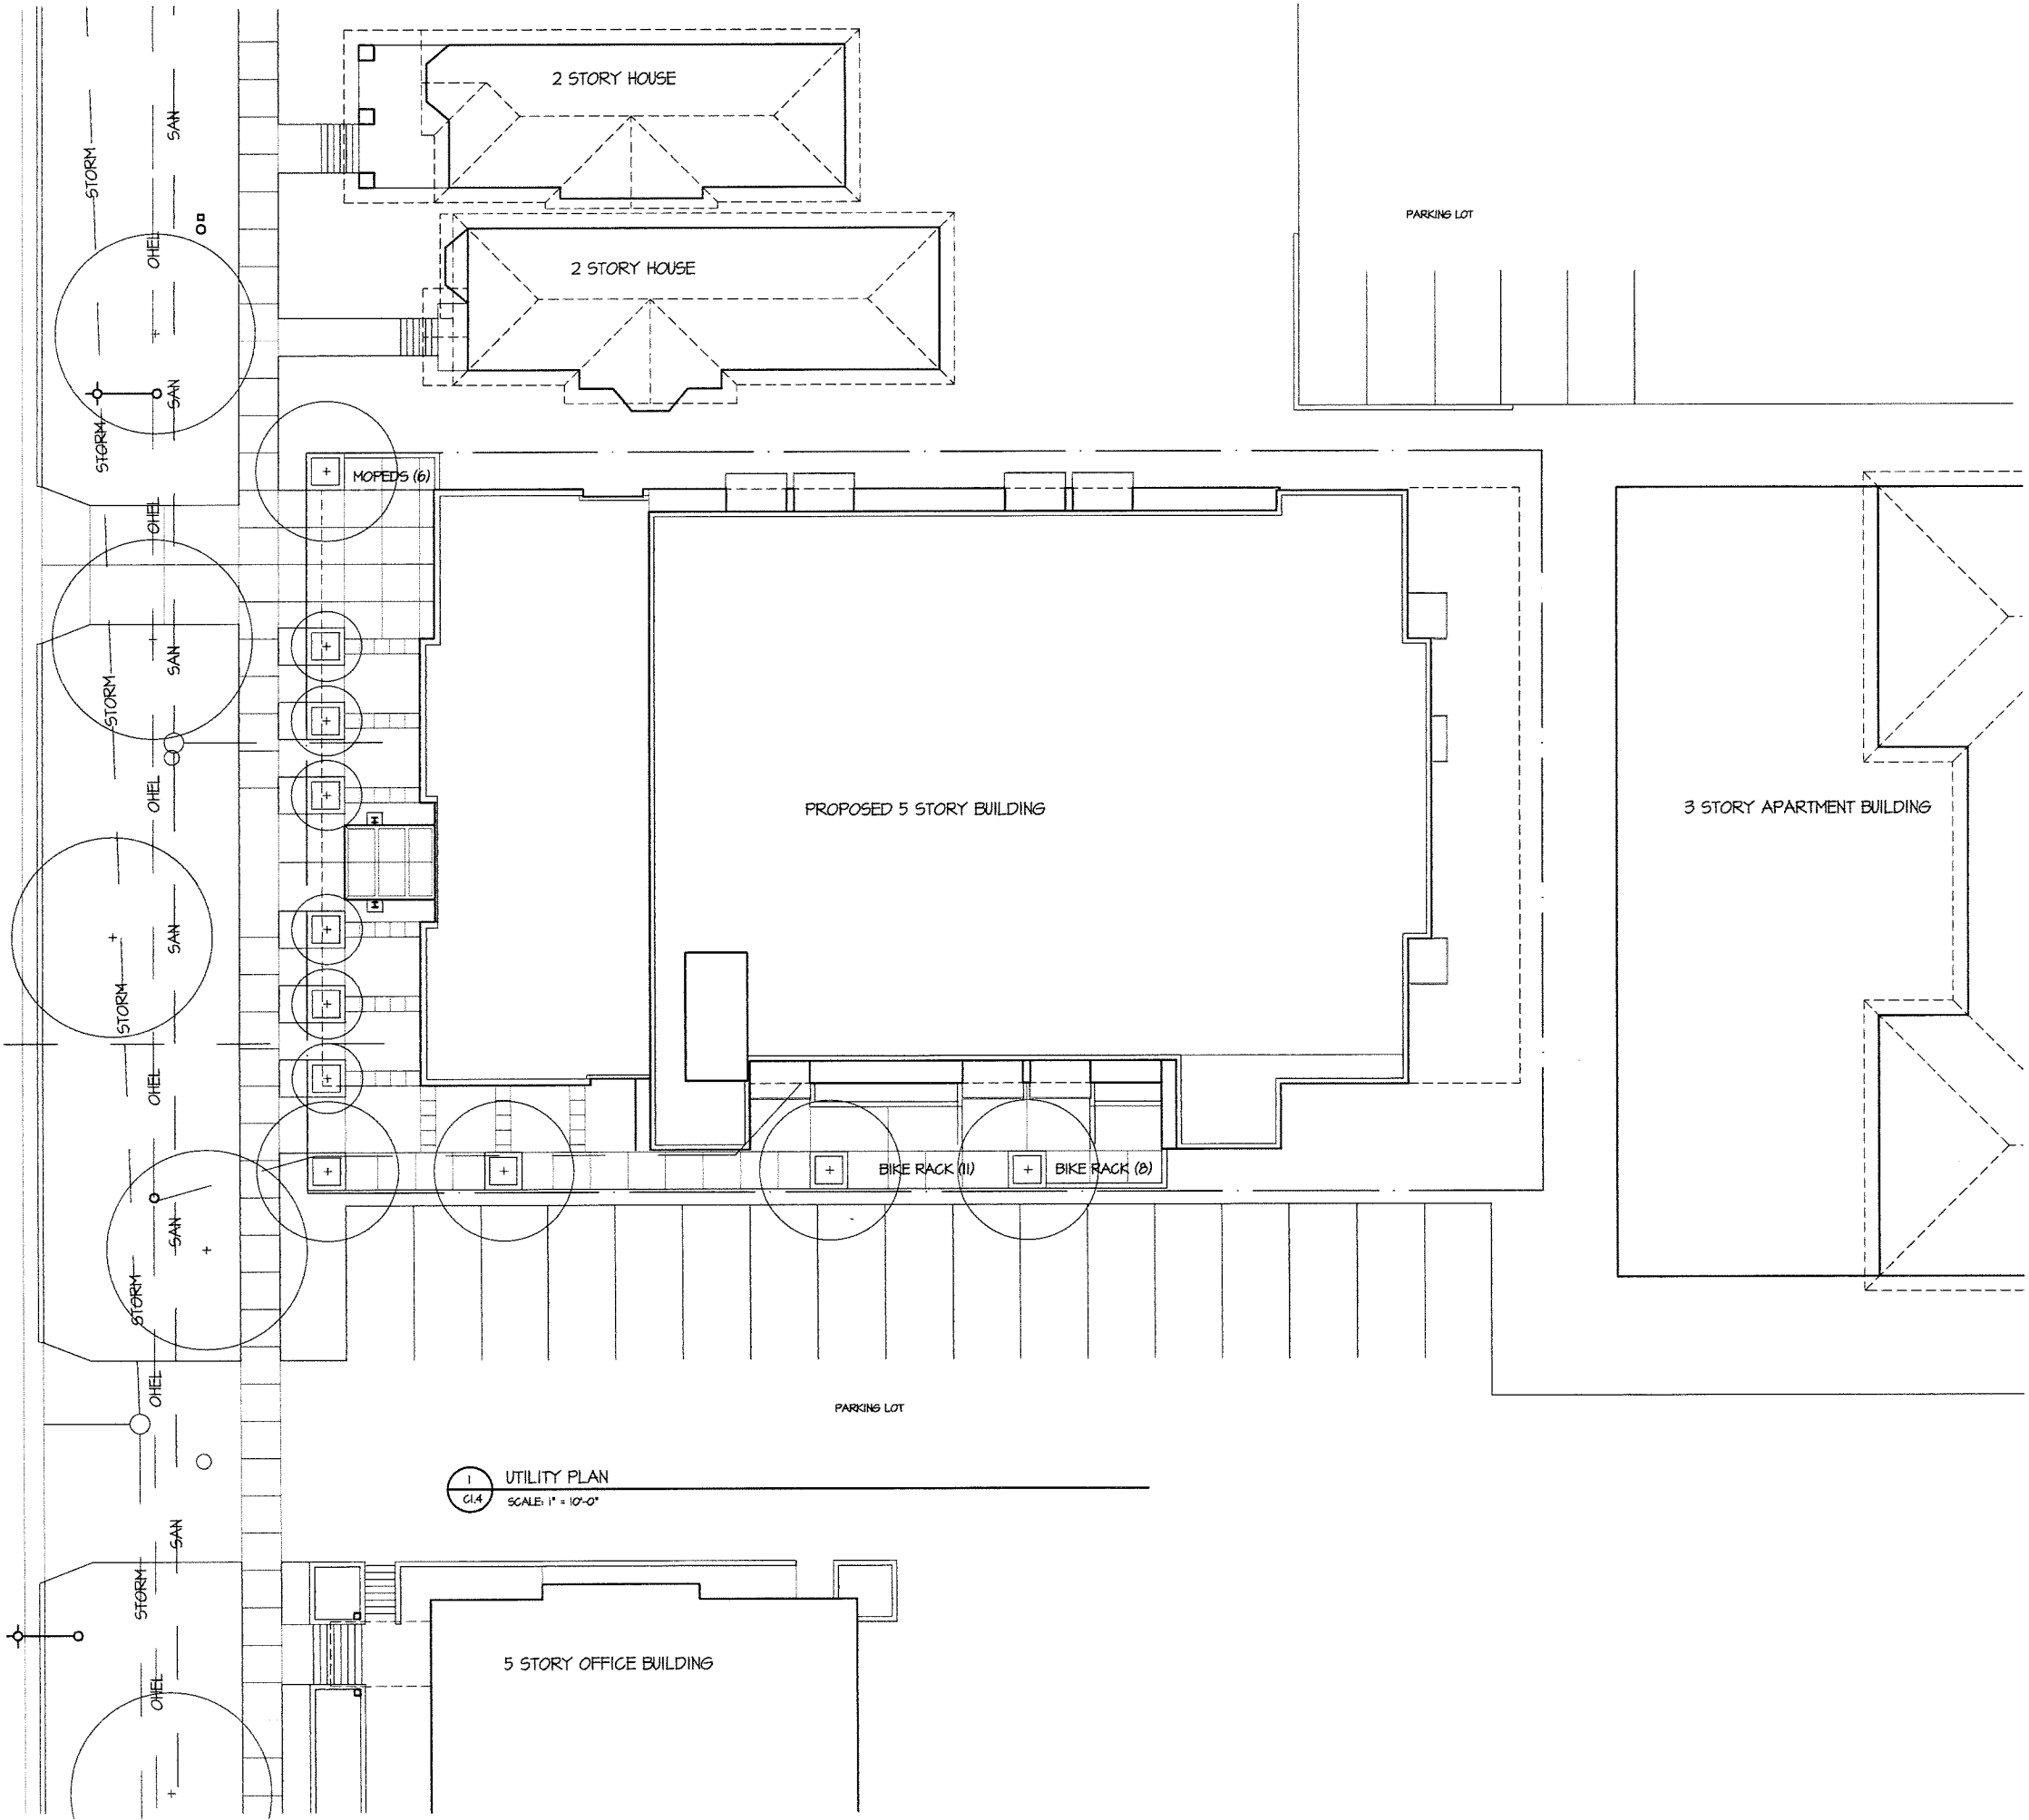 2 STORY HOUSE
SAN
STORM
PARKING LOT
OHEL
2 STORY HOUSE
SAN
STORM
MOPEDS (6)
OHEL
SAN
STORM
OHEL
PROPOSED 5 STORY BUILDING
3 STORY APARTMENT BUILDING
SAN
STORM
OHEL
BIKE RACK (11)
BIKE RACK (8)
SAN
STORM
OHEL
PARKING LOT
1
UTILITY PLAN
C1.4
SCALE: 1" = 10'-0"
SAN
STORM
5 STORY OFFICE BUILDING
OHEL